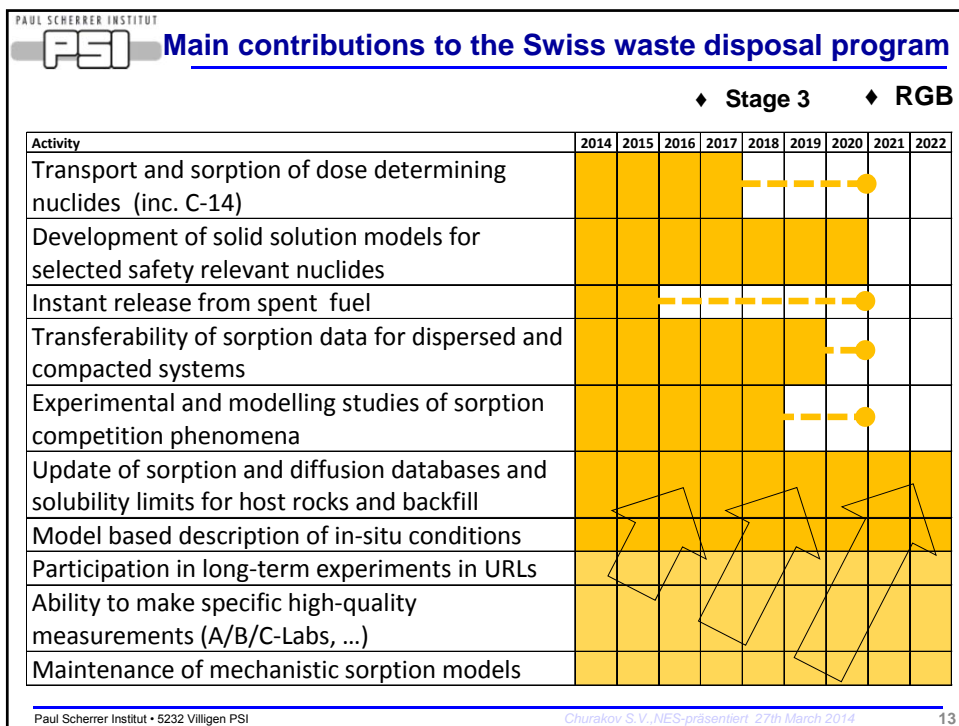 PAUL SCHERRER INSTITUT
PSI
Main contributions to the Swiss waste disposal program
♦ Stage 3 ♦ RGB
Activity 2014 2015 2016 2017 2018 2019 2020 2021 2022
Transport and sorption of dose determining
nuclides (inc. C-14)
Development of solid solution models for
selected safety relevant nuclides
Instant release from spent fuel
Transferability of sorption data for dispersed and
compacted systems
Experimental and modelling studies of sorption
competition phenomena
Update of sorption and diffusion databases and
solubility limits for host rocks and backfill
Model based description of in-situ conditions
Participation in long-term experiments in URLs
Ability to make specific high-quality
measurements (A/B/C-Labs, …)
Maintenance of mechanistic sorption models
Paul Scherrer Institut • 5232 Villigen PSI Churakov S.V.,NES-präsentiert 27th March 2014 13